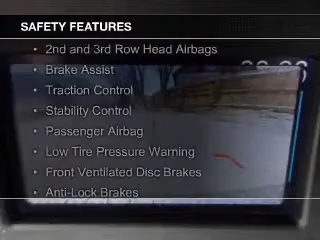 SAFETY FEATURES
• 2nd and 3rd Row Head Airbags
• Brake Assist
• Traction Control
• Stability Control
• Passenger Airbag
• Low Tire Pressure Warning
• Front Ventilated Disc Brakes
• Anti-Lock Brakes